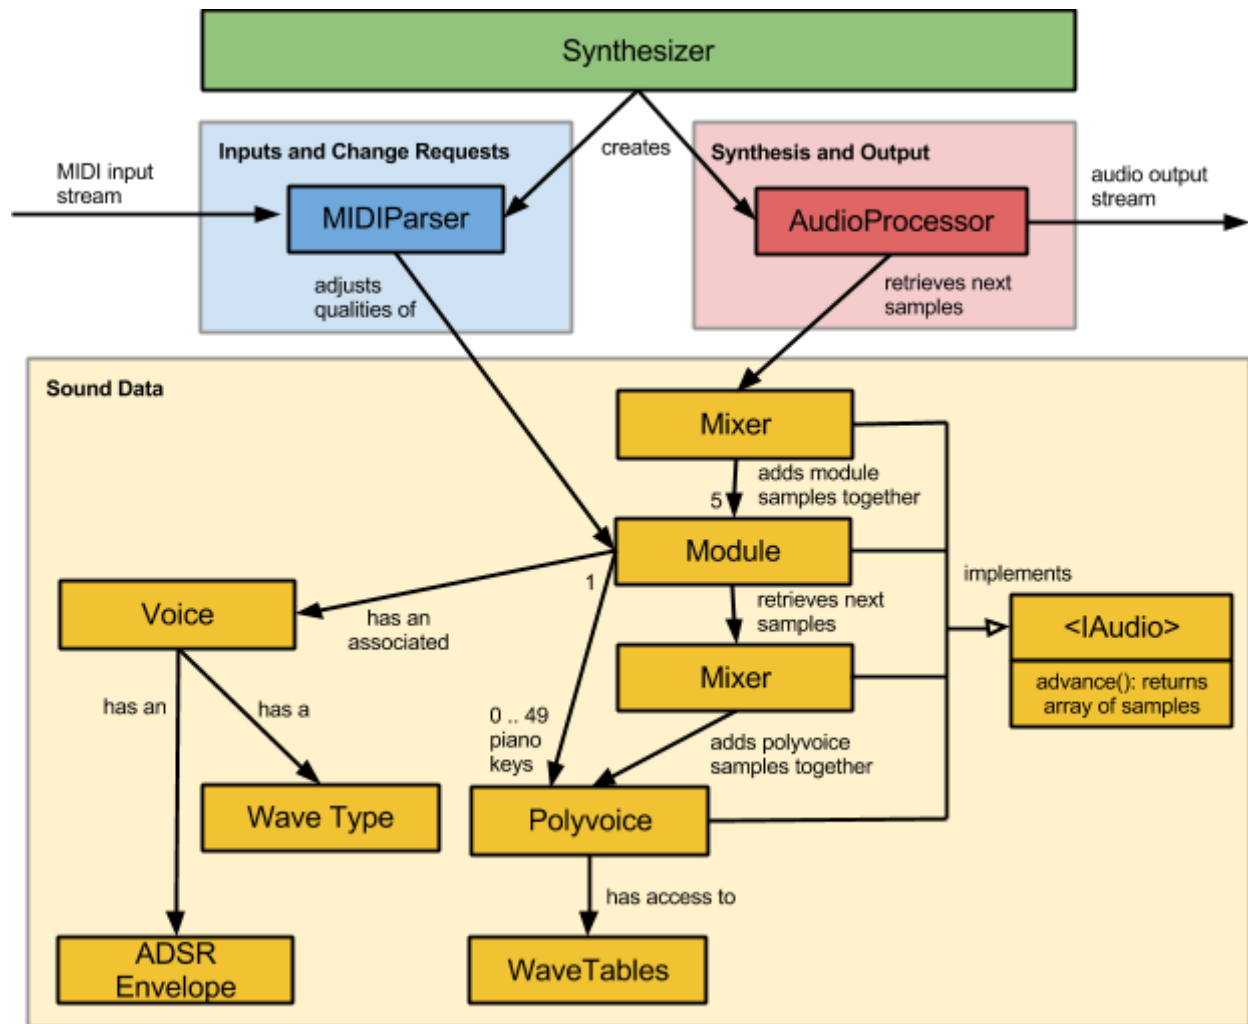 Synthesizer
Inputs and Change Requests
creates
Synthesis and Output
MIDI input
stream
MIDIParser
AudioProcessor
audio output
stream
adjusts
qualities of
retrieves next
samples
Sound Data
Mixer
adds module
samples together
5
Module
1
retrieves next
samples
implements
Voice
has an
associated
<IAudio>
advance(): returns
array of samples
Mixer
has an
has a
0 .. 49
piano
keys
adds polyvoice
samples together
Wave Type
Polyvoice
has access to
ADSR
Envelope
WaveTables